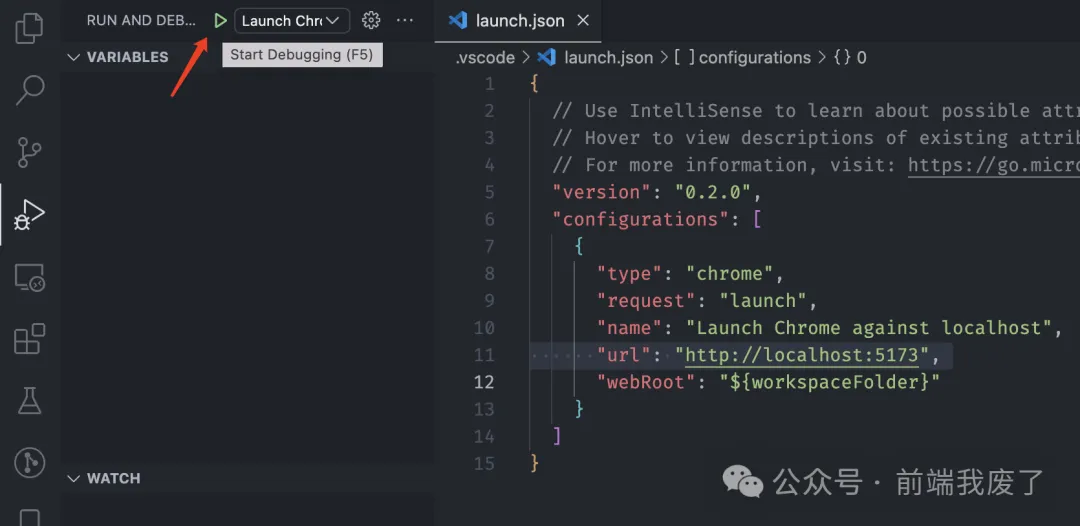 RUN AND DEB...
Launch Chr
Start Debugging (F5)
VARIABLES
WATCH
launch.json
.vscode > launch.json > [ ] configurations > {} 0
1 {
2 // Use IntelliSense to learn about possible
3 // Hover to view descriptions of existing
4 // For more information, visit: https://go.micro
5 "version": "0.2.0",
6 "configurations": [
7 {
8 "type": "chrome",
9 "request": "launch",
10 "name": "Launch Chrome against localhost",
11 "url": "http://localhost:5173",
12 "webRoot": "${workspaceFolder}"
13 }
14 ]
15 }
公众号 · 前端我废了